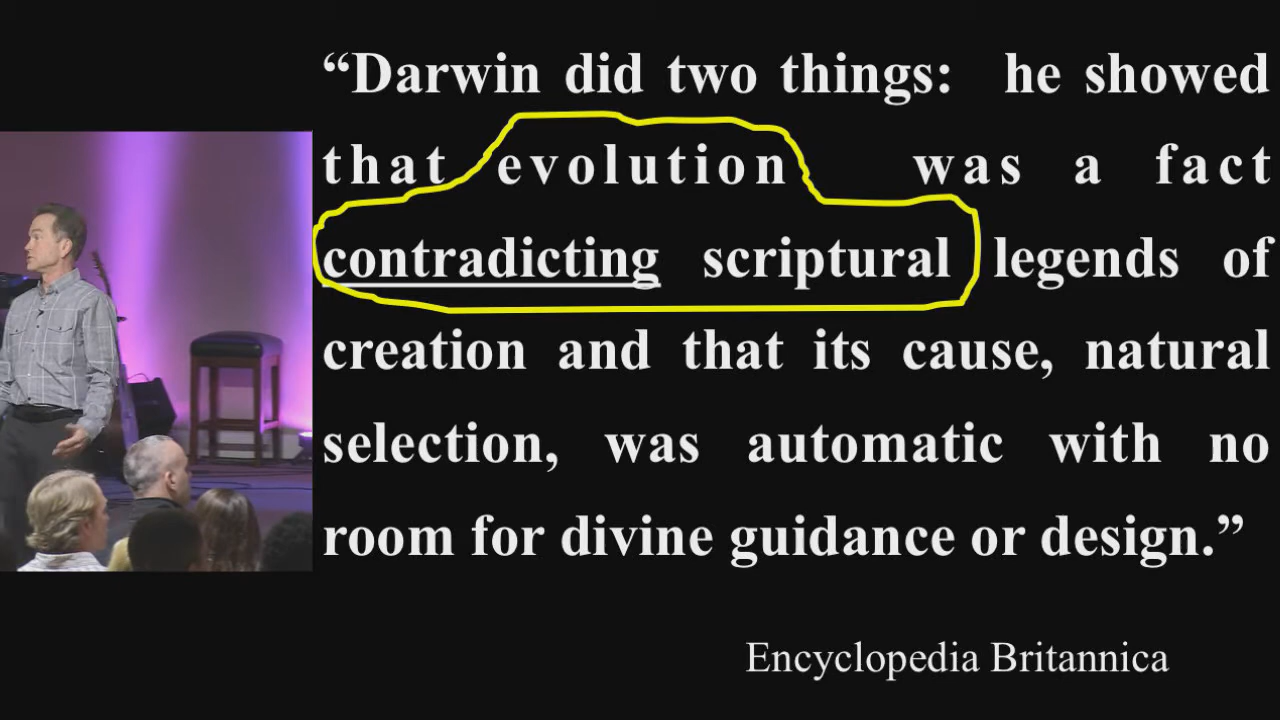 “Darwin did two things: he showed
that evolution was a fact
contradicting scriptural legends of
creation and that its cause, natural
selection, was automatic with no
room for divine guidance or design.”
Encyclopedia Britannica